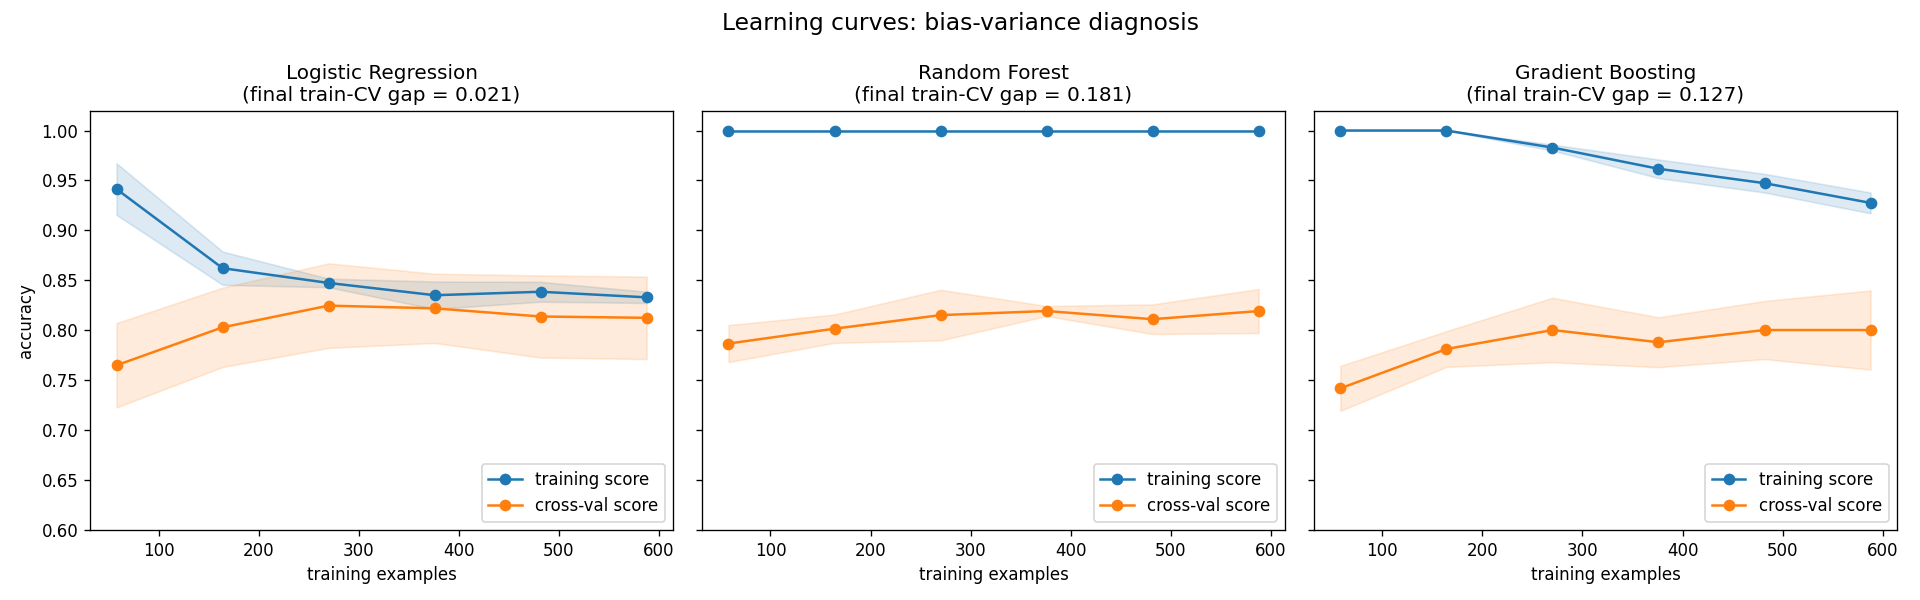 Learning curves: bias-variance diagnosis
Logistic Regression
(final train-CV gap = 0.021)
accuracy
1.00
0.95
0.90
0.85
0.80
0.75
0.70
0.65
0.60
training score
cross-val score
100 200 300 400 500 600
training examples
Random Forest
(final train-CV gap = 0.181)
training score
cross-val score
100 200 300 400 500 600
training examples
Gradient Boosting
(final train-CV gap = 0.127)
training score
cross-val score
100 200 300 400 500 600
training examples